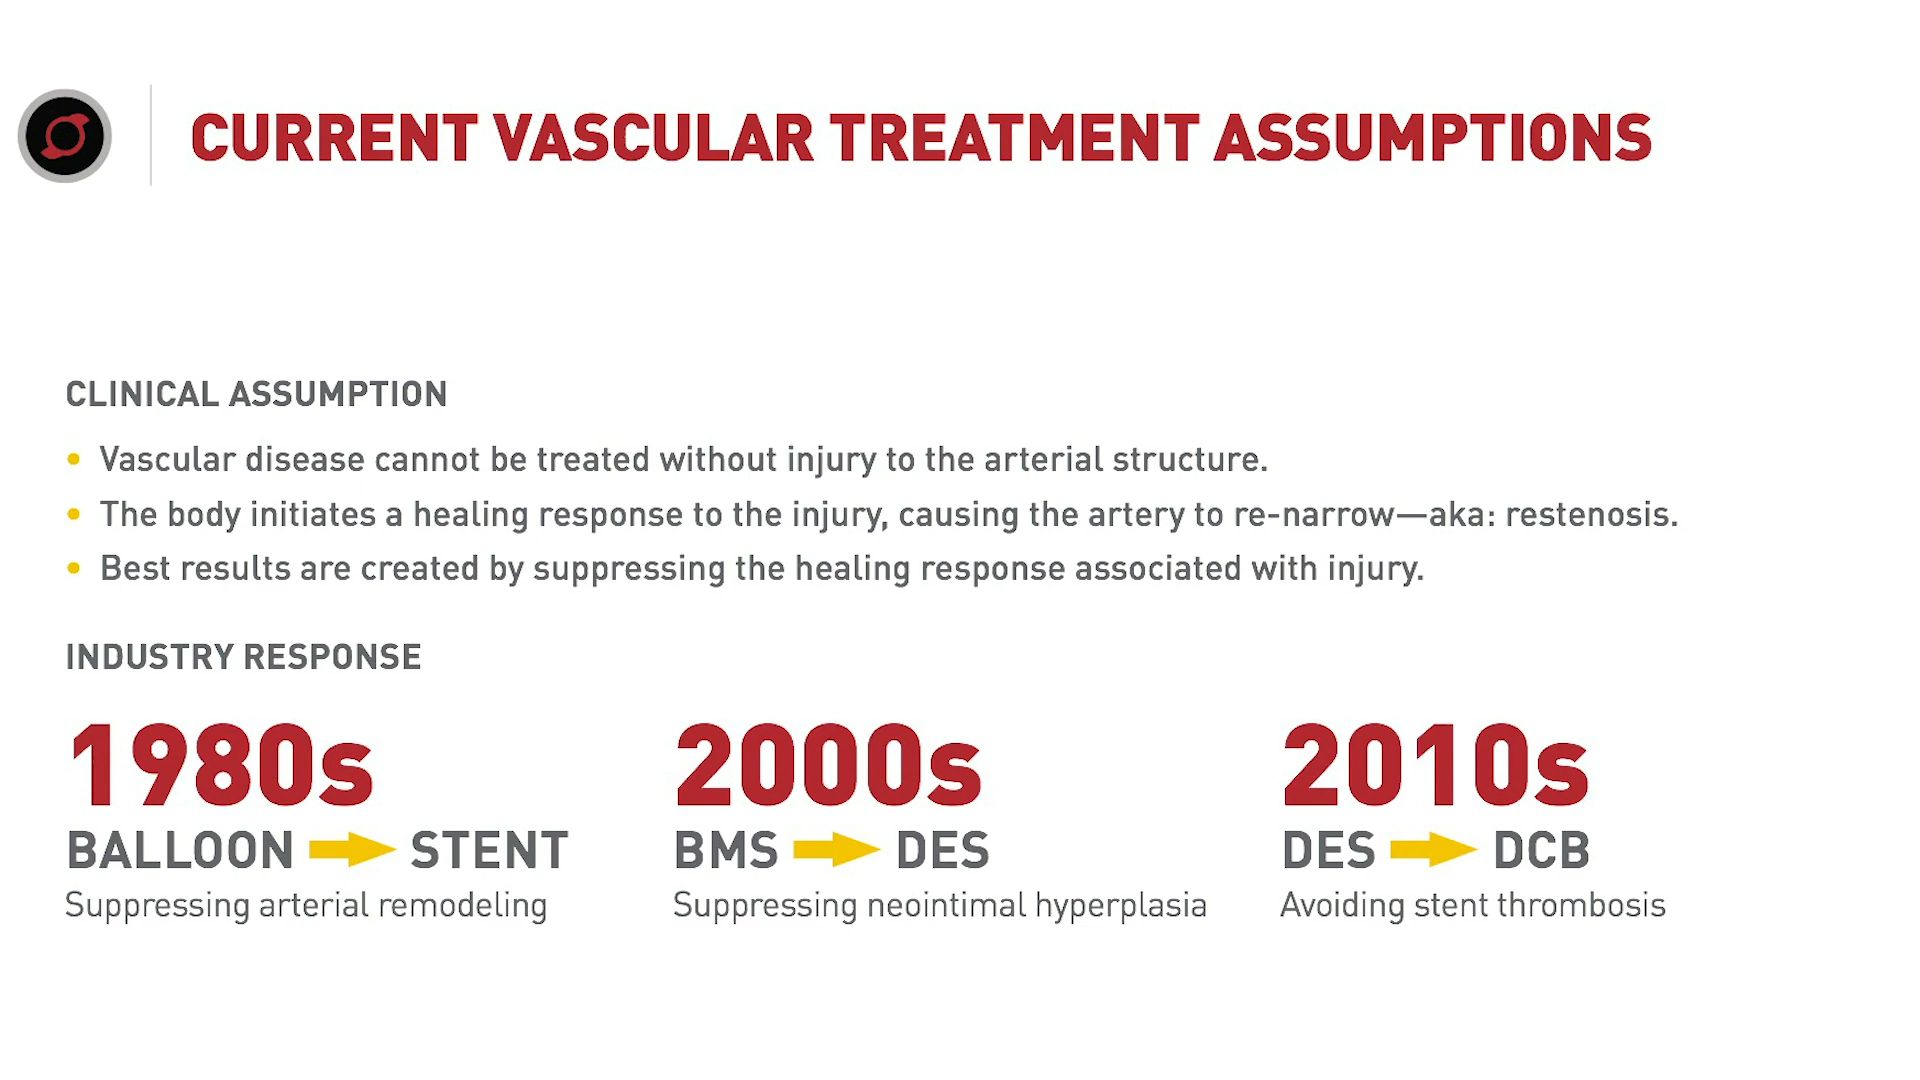 CURRENT VASCULAR TREATMENT ASSUMPTIONS
CLINICAL ASSUMPTION
• Vascular disease cannot be treated without injury to the arterial structure.
• The body initiates a healing response to the injury, causing the artery to re-narrow—aka: restenosis.
• Best results are created by suppressing the healing response associated with injury.
INDUSTRY RESPONSE
1980s
BALLOON STENT
Suppressing arterial remodeling
2000s
BMS DES
Suppressing neointimal hyperplasia
2010s
DES DCB
Avoiding stent thrombosis